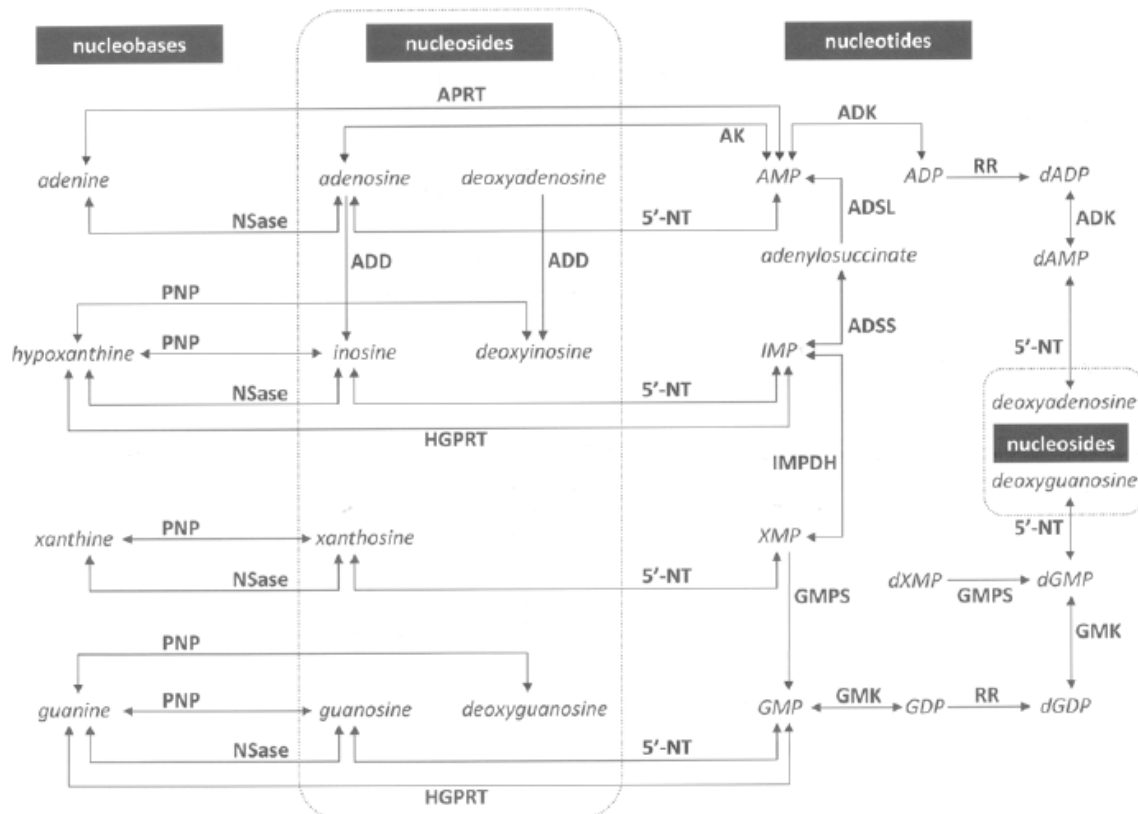 nucleobases nucleosides nucleotides
APRT
ADK
AK
adenine adenosine deoxyadenosine AMP ADP RR dADP
NSase 5’-NT ADSL ADK
ADD ADD adenylosuccinate dAMP
PNP
ADSS
hypoxanthine PNP inosine deoxyinosine IMP 5’-NT
NSase 5’-NT deoxyadenosine
HGPRT nucleosides
IMPDH
deoxyguanosine
xanthine PNP xanthosine XMP 5’-NT
NSase 5’-NT dXMP GMPS dGMP
GMPS
GMK
PNP
guanine PNP guanosine deoxyguanosine GMP GMK GDP RR dGDP
NSase 5’-NT
HGPRT